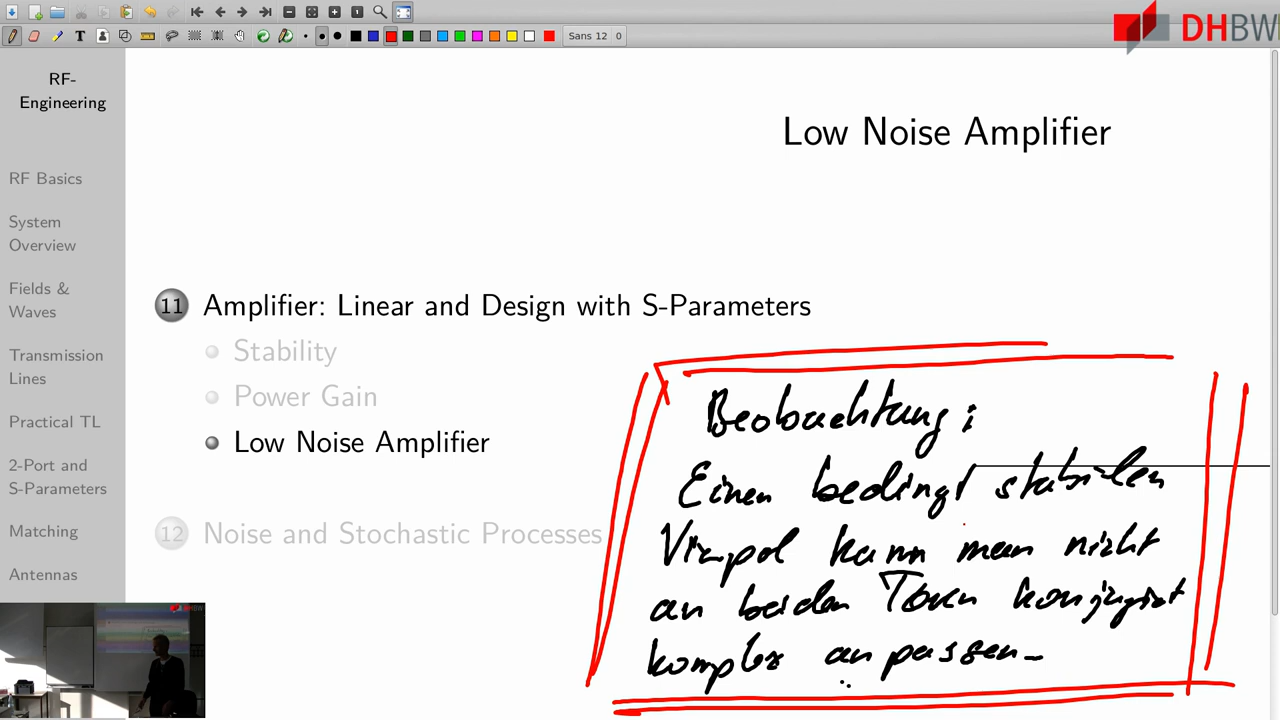 Sans 12 0
DHBW
RF-
Engineering
RF Basics
System
Overview
Fields &
Waves
Transmission
Lines
Practical TL
2-Port and
S-Parameters
Matching
Antennas
Low Noise Amplifier
11 Amplifier: Linear and Design with S-Parameters
Stability
Power Gain
Low Noise Amplifier
12 Noise and Stochastic Processes
Beobachtung:
Einen bedingt stabilen
Vierpol kann man nicht
an beiden Toren konjugiert
komplex anpassen.